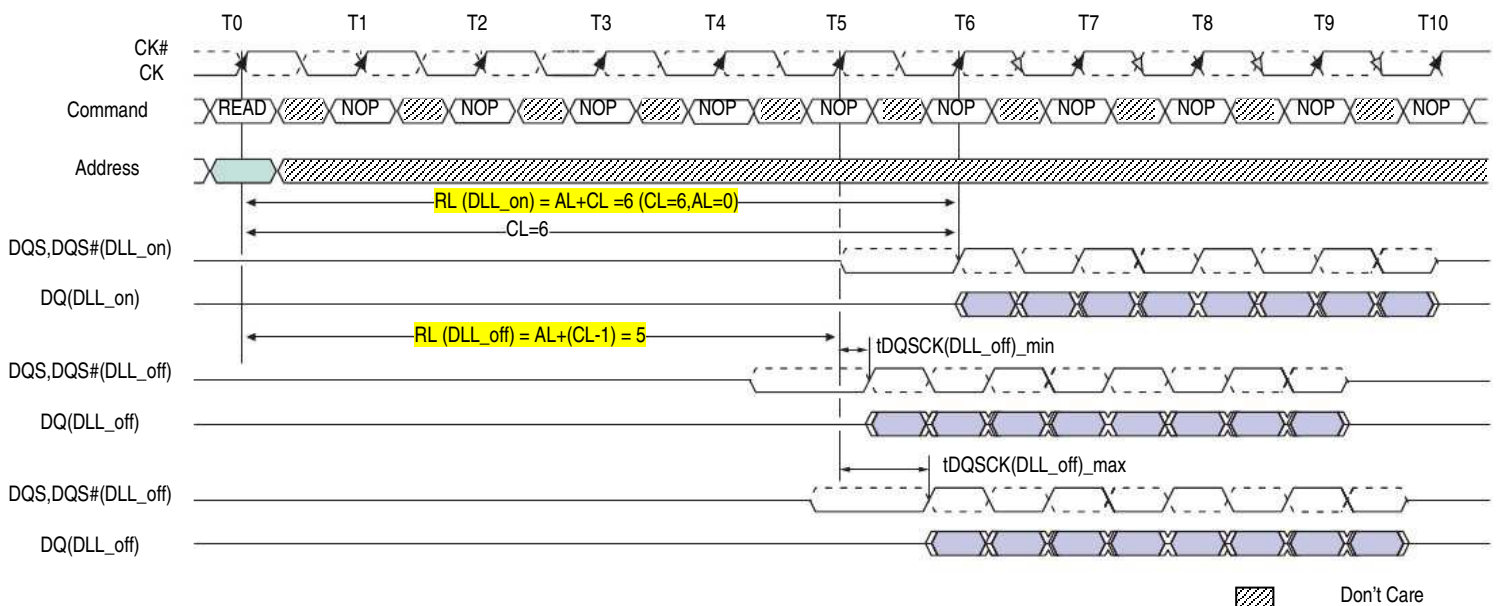 T0 T1 T2 T3 T4 T5 T6 T7 T8 T9 T10
CK#
CK
Command READ NOP NOP NOP NOP NOP NOP NOP NOP NOP NOP
Address
RL (DLL_on) = AL+CL =6 (CL=6,AL=0)
CL=6
DQS,DQS#(DLL_on)
DQ(DLL_on)
RL (DLL_off) = AL+(CL-1) = 5
tDQSCK(DLL_off)_min
DQS,DQS#(DLL_off)
DQ(DLL_off)
tDQSCK(DLL_off)_max
DQS,DQS#(DLL_off)
DQ(DLL_off)
Don't Care